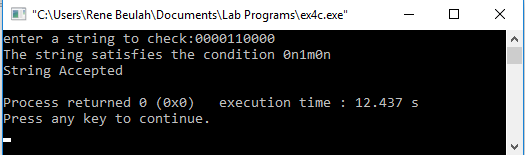 "C:\Users\Rene Beulah\Documents\Lab Programs\ex4c.exe"
enter a string to check:0000110000
The string satisfies the condition 0n1m0n
String Accepted
Process returned 0 (0x0)   execution time : 12.437 s
Press any key to continue.